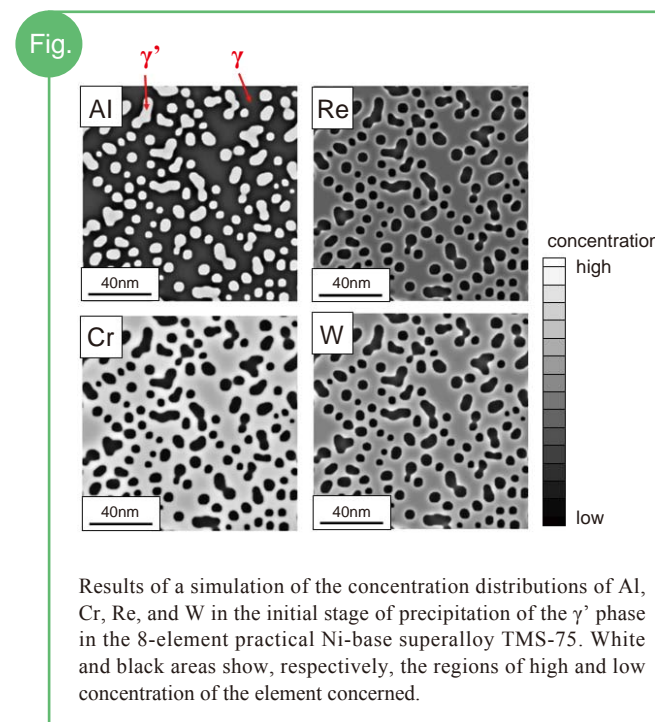 Fig.
γ’ γ
Al
Re
40nm
40nm
Cr
W
40nm
40nm
concentration
high
low
Results of a simulation of the concentration distributions of Al,
Cr, Re, and W in the initial stage of precipitation of the γ’ phase
in the 8-element practical Ni-base superalloy TMS-75. White
and black areas show, respectively, the regions of high and low
concentration of the element concerned.